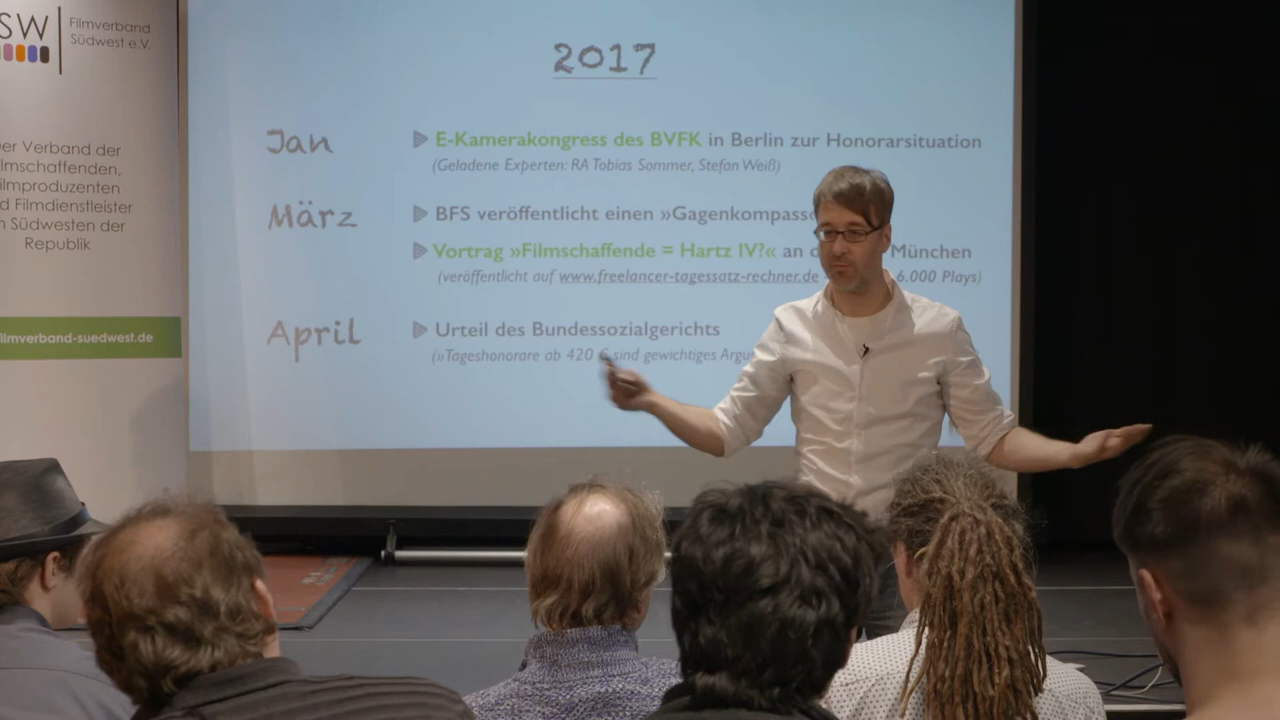 SW
Filmverband
Südwest e.V.
er Verband der
lmschaffenden,
ilmproduzenten
d Filmdienstleister
Südwesten der
Republik
ilmverband-suedwest.de
2017
Jan
E-Kamerakongress des BVFK in Berlin zur Honorarsituation
(Geladene Experten: RA Tobias Sommer, Stefan Weiß)
März
BFS veröffentlicht einen »Gagenkompass
Vortrag »Filmschaffende = Hartz IV?« an d München
(veröffentlicht auf www.freelancer-tagessatz-rechner.de 6.000 Plays)
April
Urteil des Bundessozialgerichts
(»Tageshonorare ab 420 € sind gewichtiges Argu